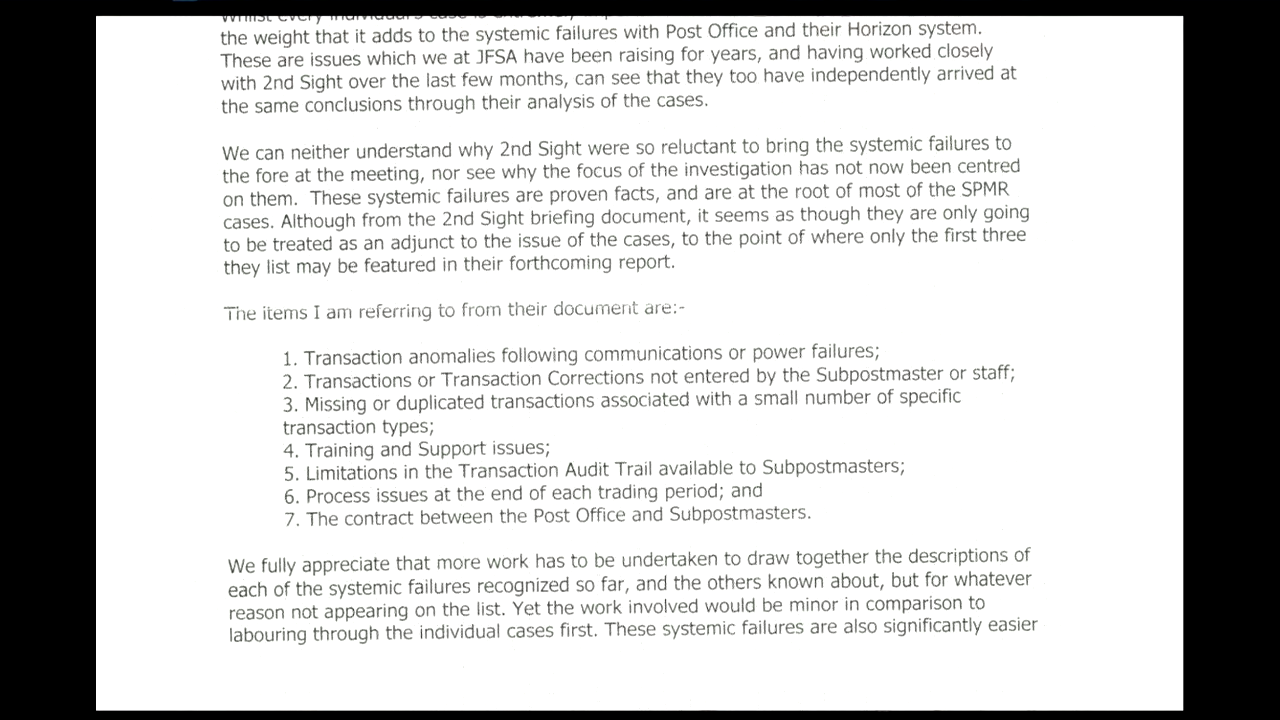 Whilst every individual's case is extremely
the weight that it adds to the systemic failures with Post Office and their Horizon system.
These are issues which we at JFSA have been raising for years, and having worked closely
with 2nd Sight over the last few months, can see that they too have independently arrived at
the same conclusions through their analysis of the cases.
We can neither understand why 2nd Sight were so reluctant to bring the systemic failures to
the fore at the meeting, nor see why the focus of the investigation has not now been centred
on them.  These systemic failures are proven facts, and are at the root of most of the SPMR
cases. Although from the 2nd Sight briefing document, it seems as though they are only going
to be treated as an adjunct to the issue of the cases, to the point of where only the first three
they list may be featured in their forthcoming report.
The items I am referring to from their document are:-
1. Transaction anomalies following communications or power failures;
2. Transactions or Transaction Corrections not entered by the Subpostmaster or staff;
3. Missing or duplicated transactions associated with a small number of specific
transaction types;
4. Training and Support issues;
5. Limitations in the Transaction Audit Trail available to Subpostmasters;
6. Process issues at the end of each trading period; and
7. The contract between the Post Office and Subpostmasters.
We fully appreciate that more work has to be undertaken to draw together the descriptions of
each of the systemic failures recognized so far, and the others known about, but for whatever
reason not appearing on the list. Yet the work involved would be minor in comparison to
labouring through the individual cases first. These systemic failures are also significantly easier